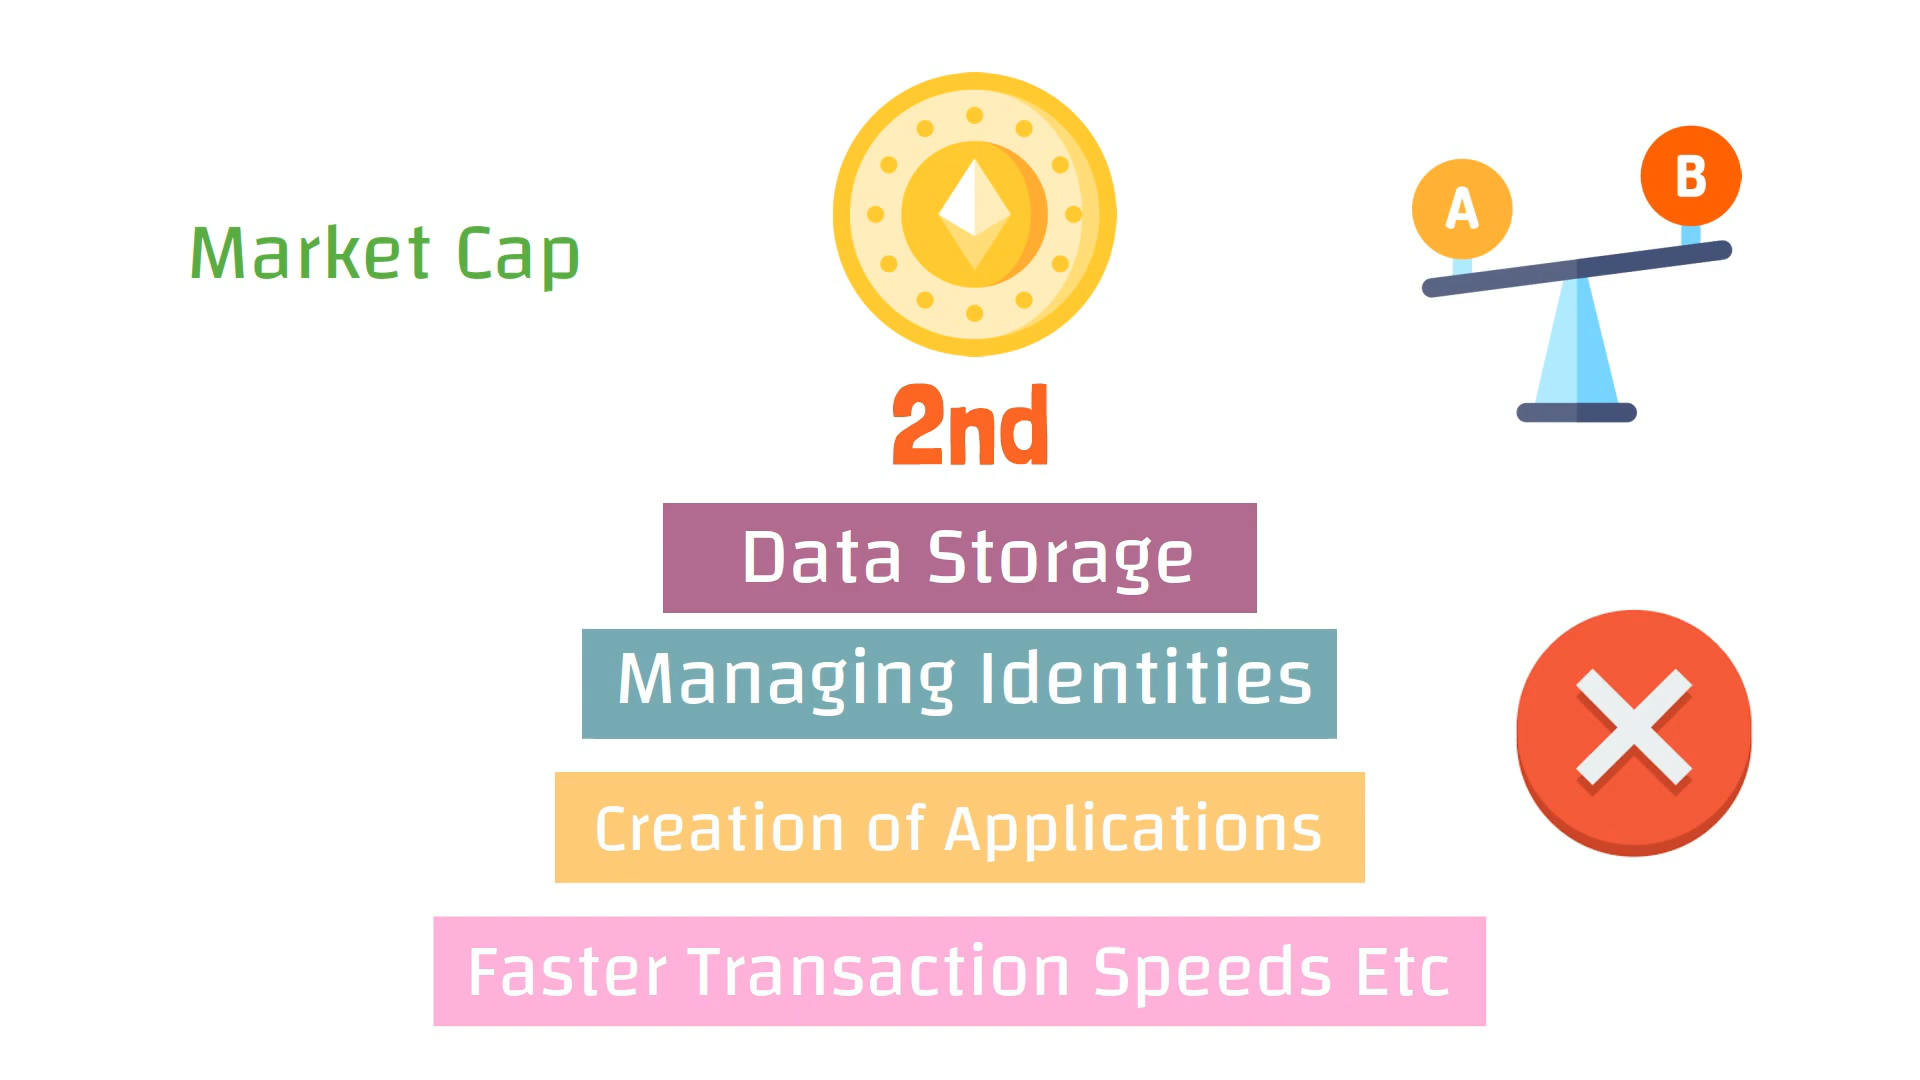 Market Cap
A
B
2nd
Data Storage
Managing Identities
Creation of Applications
Faster Transaction Speeds Etc